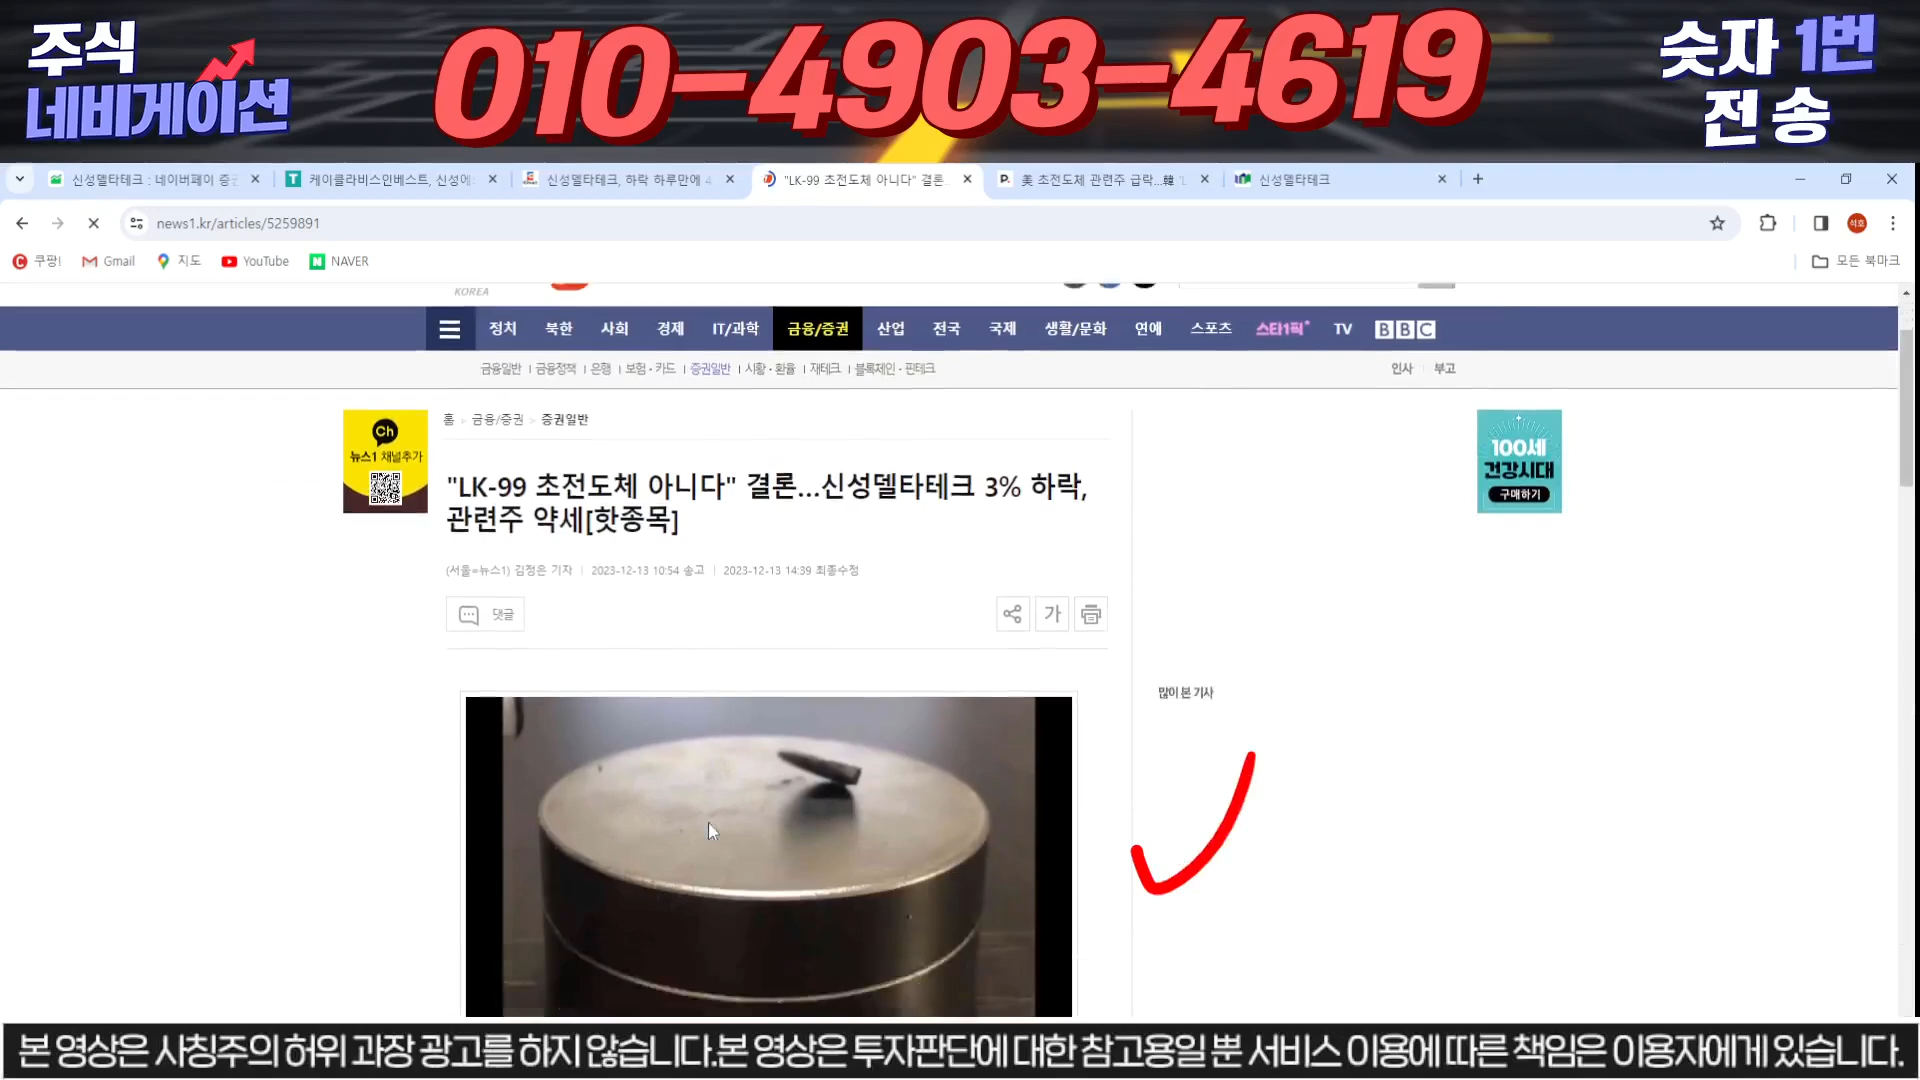 주식
네비게이션
010-4903-4619
숫자 1번
전송
신성델타테크 : 네이버페이 증권
케이클라비스인베스트, 신성에
신성델타테크, 하락 하루만에 4
"LK-99 초전도체 아니다" 결론
美 초전도체 관련주 급락...韓 'L
신성델타테크
news1.kr/articles/5259891
석호
쿠팡!
Gmail
지도
YouTube
NAVER
모든 북마크
KOREA
정치 북한 사회 경제 IT/과학 금융/증권 산업 전국 국제 생활/문화 연예 스포츠 스타1픽 TV BBC
금융일반 금융정책 은행 보험·카드 증권일반 시황·환율 재테크 블록체인·핀테크 인사 부고
Ch
뉴스1 채널추가
홈 금융/증권 증권일반
100세
건강시대
구매하기
"LK-99 초전도체 아니다" 결론...신성델타테크 3% 하락,
관련주 약세[핫종목]
(서울=뉴스1) 김정은 기자 2023-12-13 10:54 송고 2023-12-13 14:39 최종수정
댓글
가
많이 본 기사
본 영상은 사칭주의 허위 과장 광고를 하지 않습니다.본 영상은 투자판단에 대한 참고용일 뿐 서비스 이용에 따른 책임은 이용자에게 있습니다.